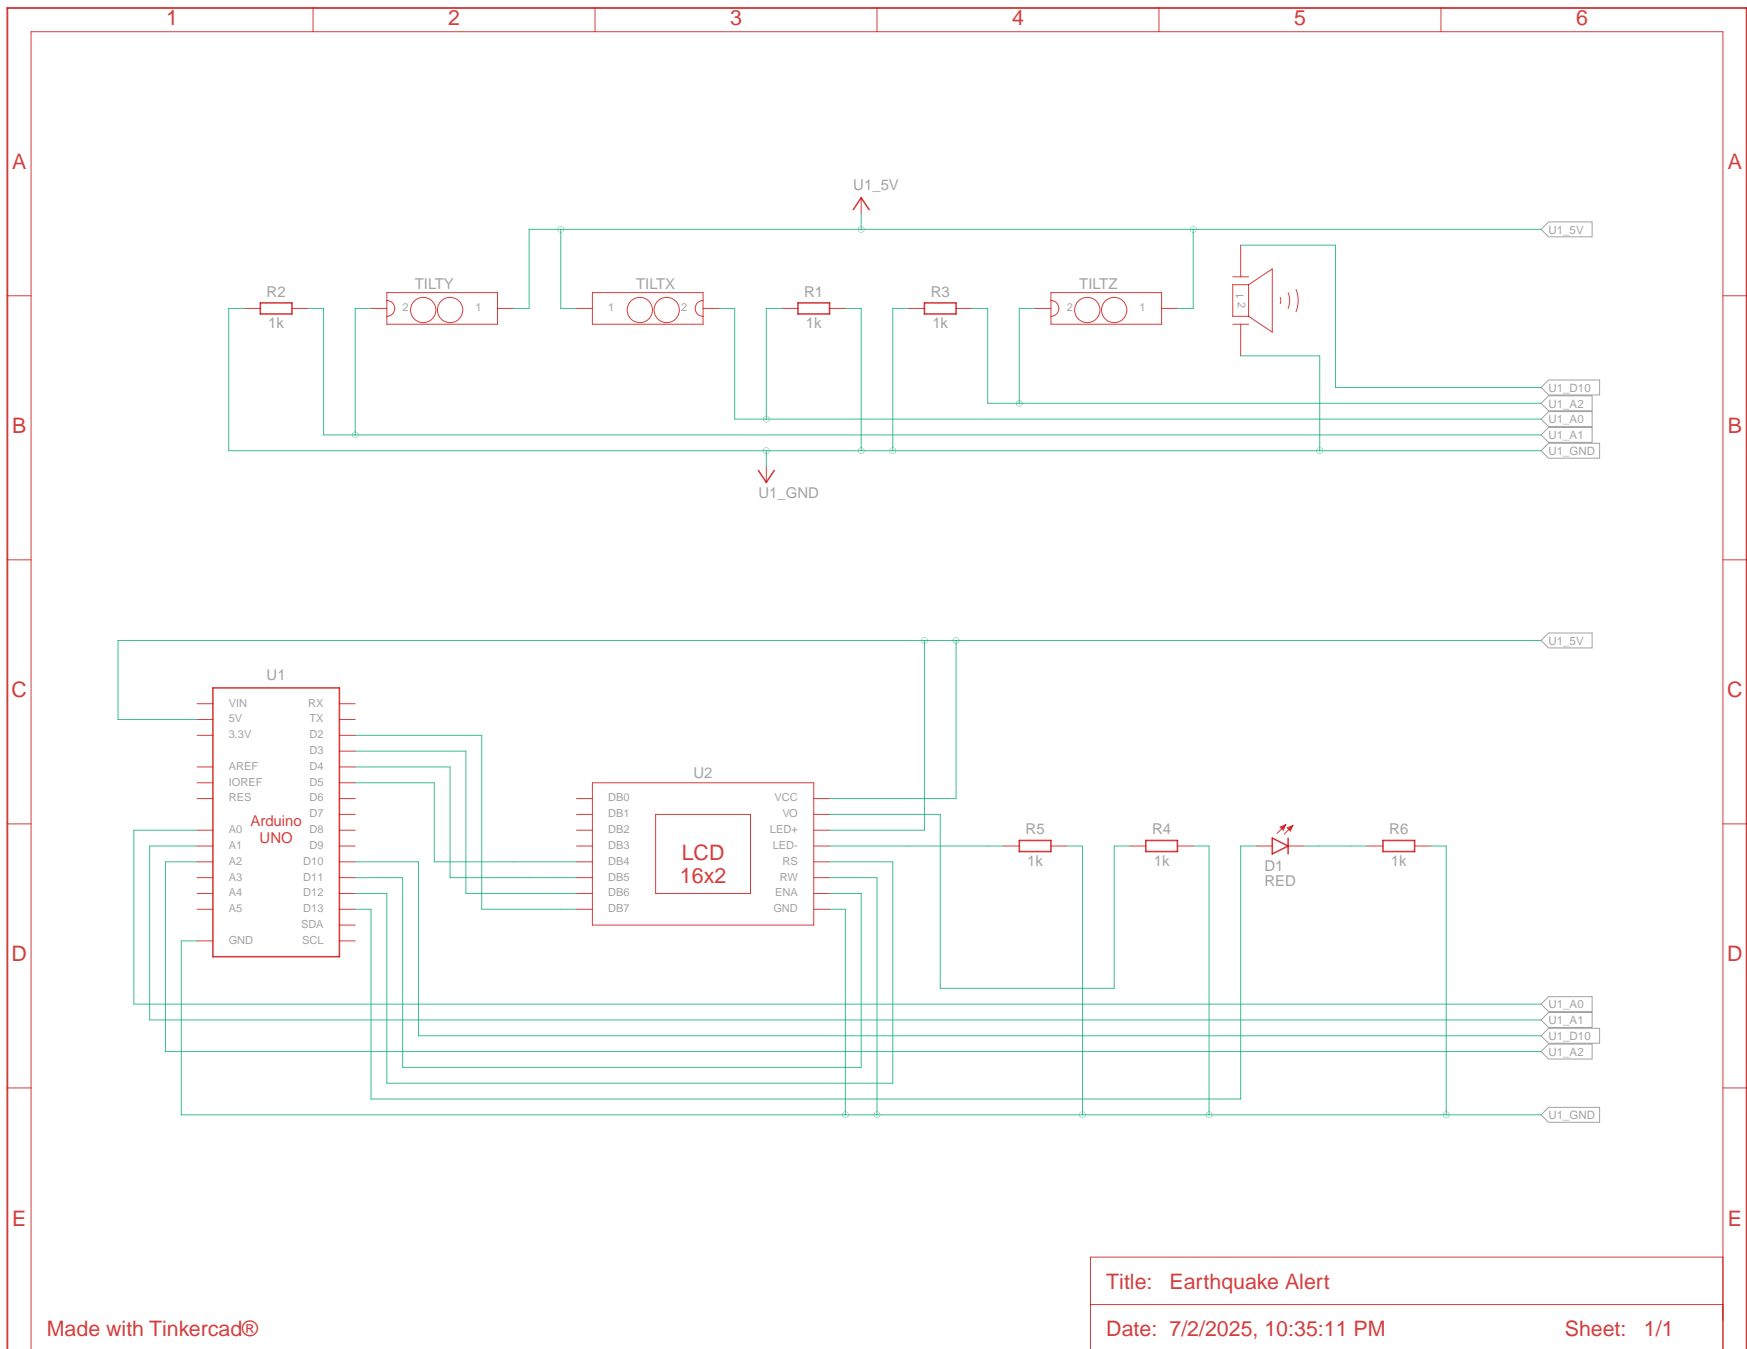 1 2 3 4 5 6
A A
U1_5V
U1_5V
R2 TILTY TILTX R1 R3 TILTZ
2 1 1 2 2 1 1 2
1k 1k 1k
U1_D10
U1_A2
B U1_A0 B
U1_A1
U1_GND
U1_GND
U1_5V
C C
U1
VIN RX
5V TX
3.3V D2
D3
AREF D4
IOREF D5
RES D6
D7
Arduino
UNO
A0 D8
A1 D9
A2 D10
A3 D11
A4 D12
A5 D13
SDA
GND SCL
U2
DB0 VCC
DB1 VO
DB2 LED+
DB3 LED-
DB4 RS
DB5 RW
DB6 ENA
DB7 GND
LCD
16x2
R5 R4 R6
1k 1k 1k
D1
RED
D D
U1_A0
U1_A1
U1_D10
U1_A2
U1_GND
E E
Title: Earthquake Alert
Made with Tinkercad®
Date: 7/2/2025, 10:35:11 PM Sheet: 1/1